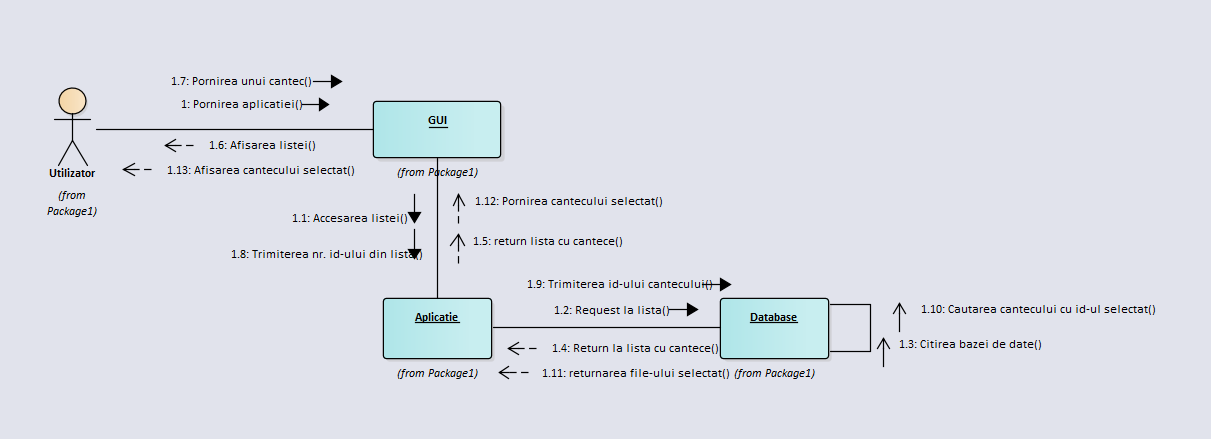 1.7: Pornirea unui cantec()
1: Pornirea aplicatiei()
GUI
1.6: Afisarea listei()
1.13: Afisarea cantecului selectat()
Utilizator
(from
Package1)
(from Package1)
1.12: Pornirea cantecului selectat()
1.1: Accesarea listei()
1.5: return lista cu cantece()
1.8: Trimiterea nr. id-ului din lista()
1.9: Trimiterea id-ului cantecului()
1.2: Request la lista()
1.10: Cautarea cantecului cu id-ul selectat()
Aplicatie
Database
1.3: Citirea bazei de date()
1.4: Return la lista cu cantece()
(from Package1)
1.11: returnarea file-ului selectat()
(from Package1)